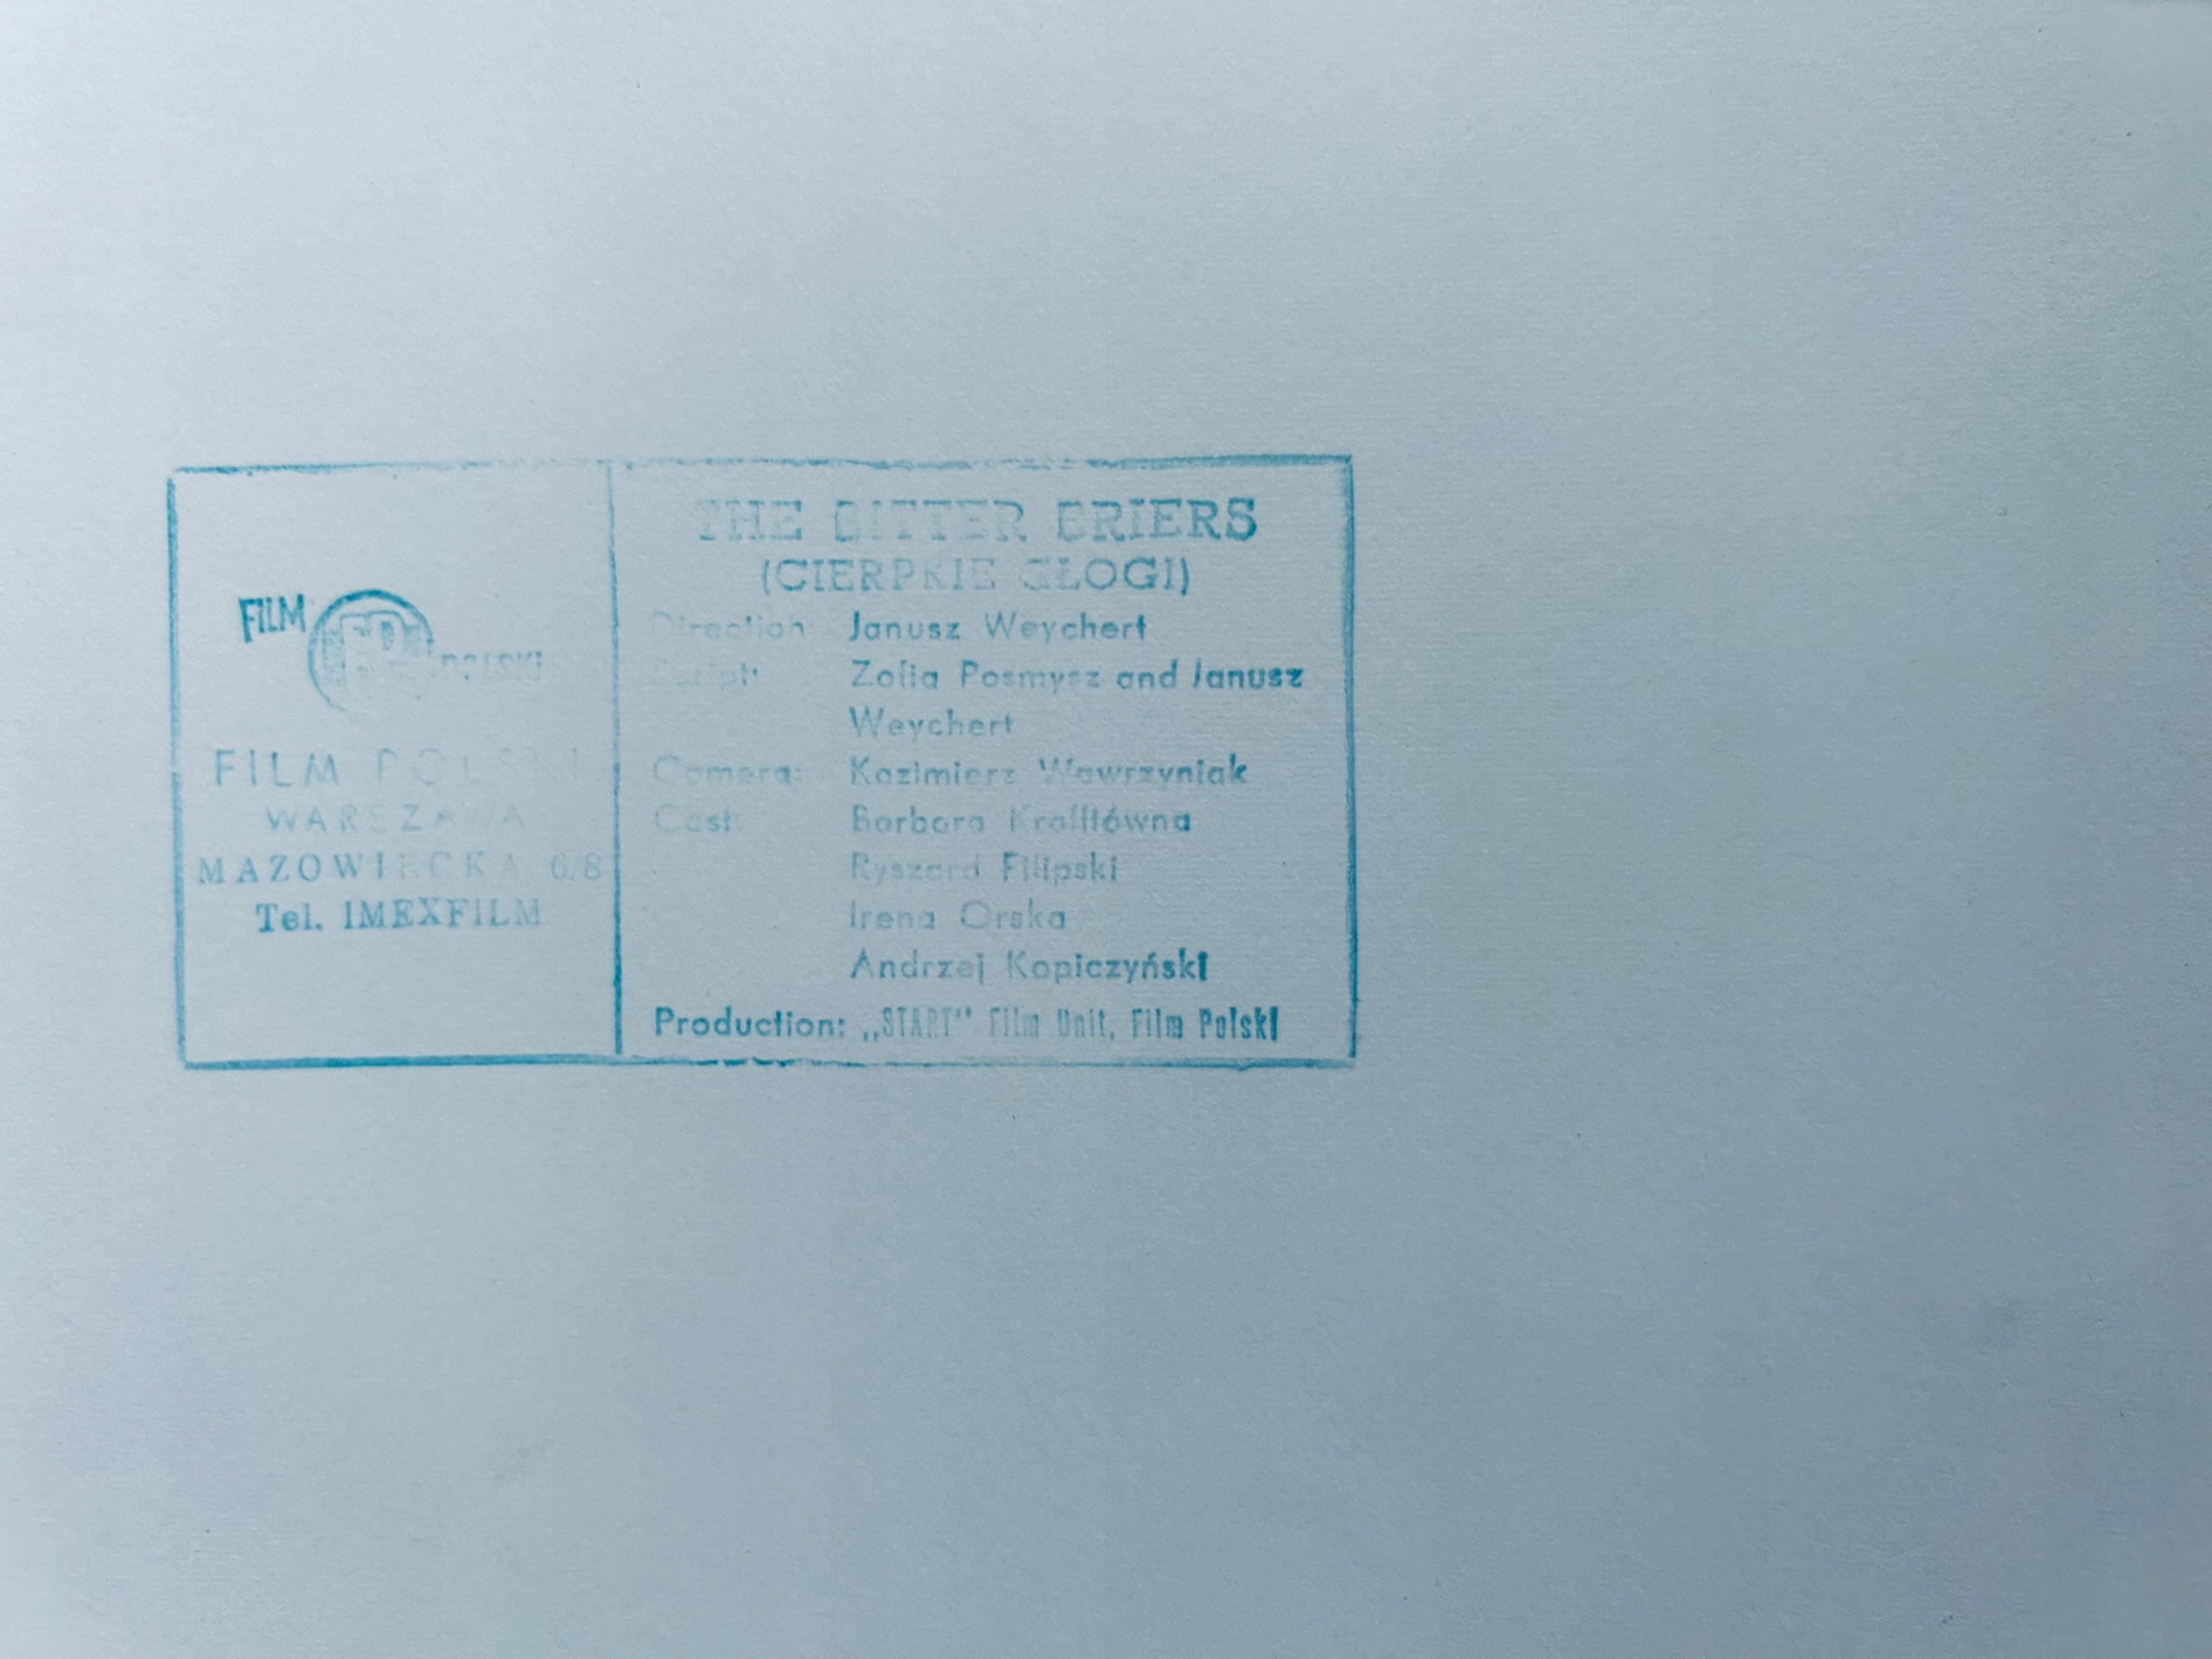 FILM
POLSKI
FILM POLSKI
WARSZAWA
MAZOWIECKA 6/8
Tel. IMEXFILM
THE BITTER BRIERS
(CIERPKIE GŁOGI)
Direction: Janusz Weychert
Script: Zofia Posmysz and Janusz
Weychert
Camera: Kazimierz Wawrzyniak
Cast: Barbara Krafftówna
Ryszard Filipski
Irena Orska
Andrzej Kopiczyński
Production: „START" Film Unit, Film Polski